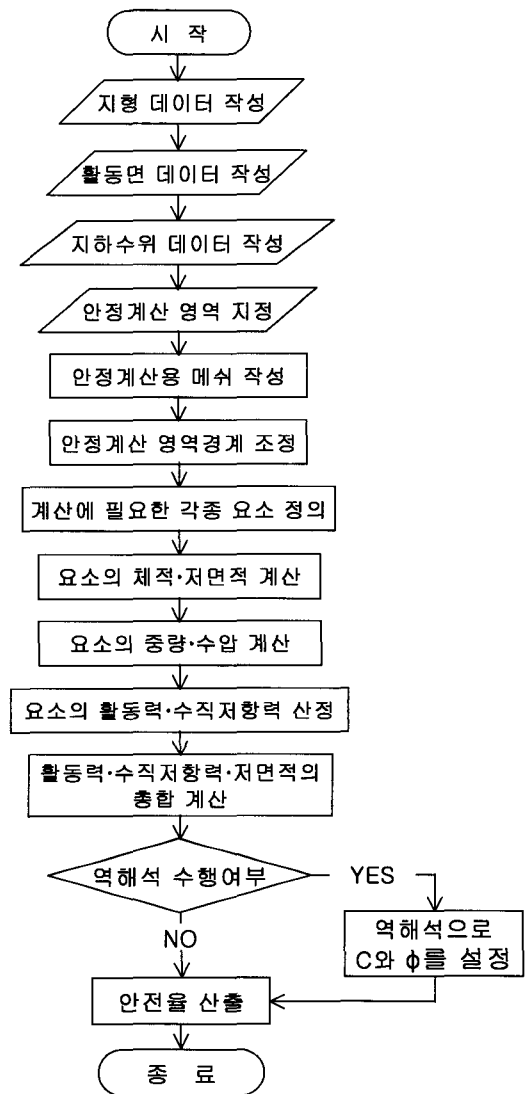 시 작
지형 데이터 작성
활동면 데이터 작성
지하수위 데이터 작성
안정계산 영역 지정
안정계산용 메쉬 작성
안정계산 영역경계 조정
계산에 필요한 각종 요소 정의
요소의 체적·저면적 계산
요소의 중량·수압 계산
요소의 활동력·수직저항력 산정
활동력·수직저항력·저면적의
총합 계산
역해석 수행여부
YES
NO
역해석으로
C와 ϕ를 설정
안전율 산출
종 료